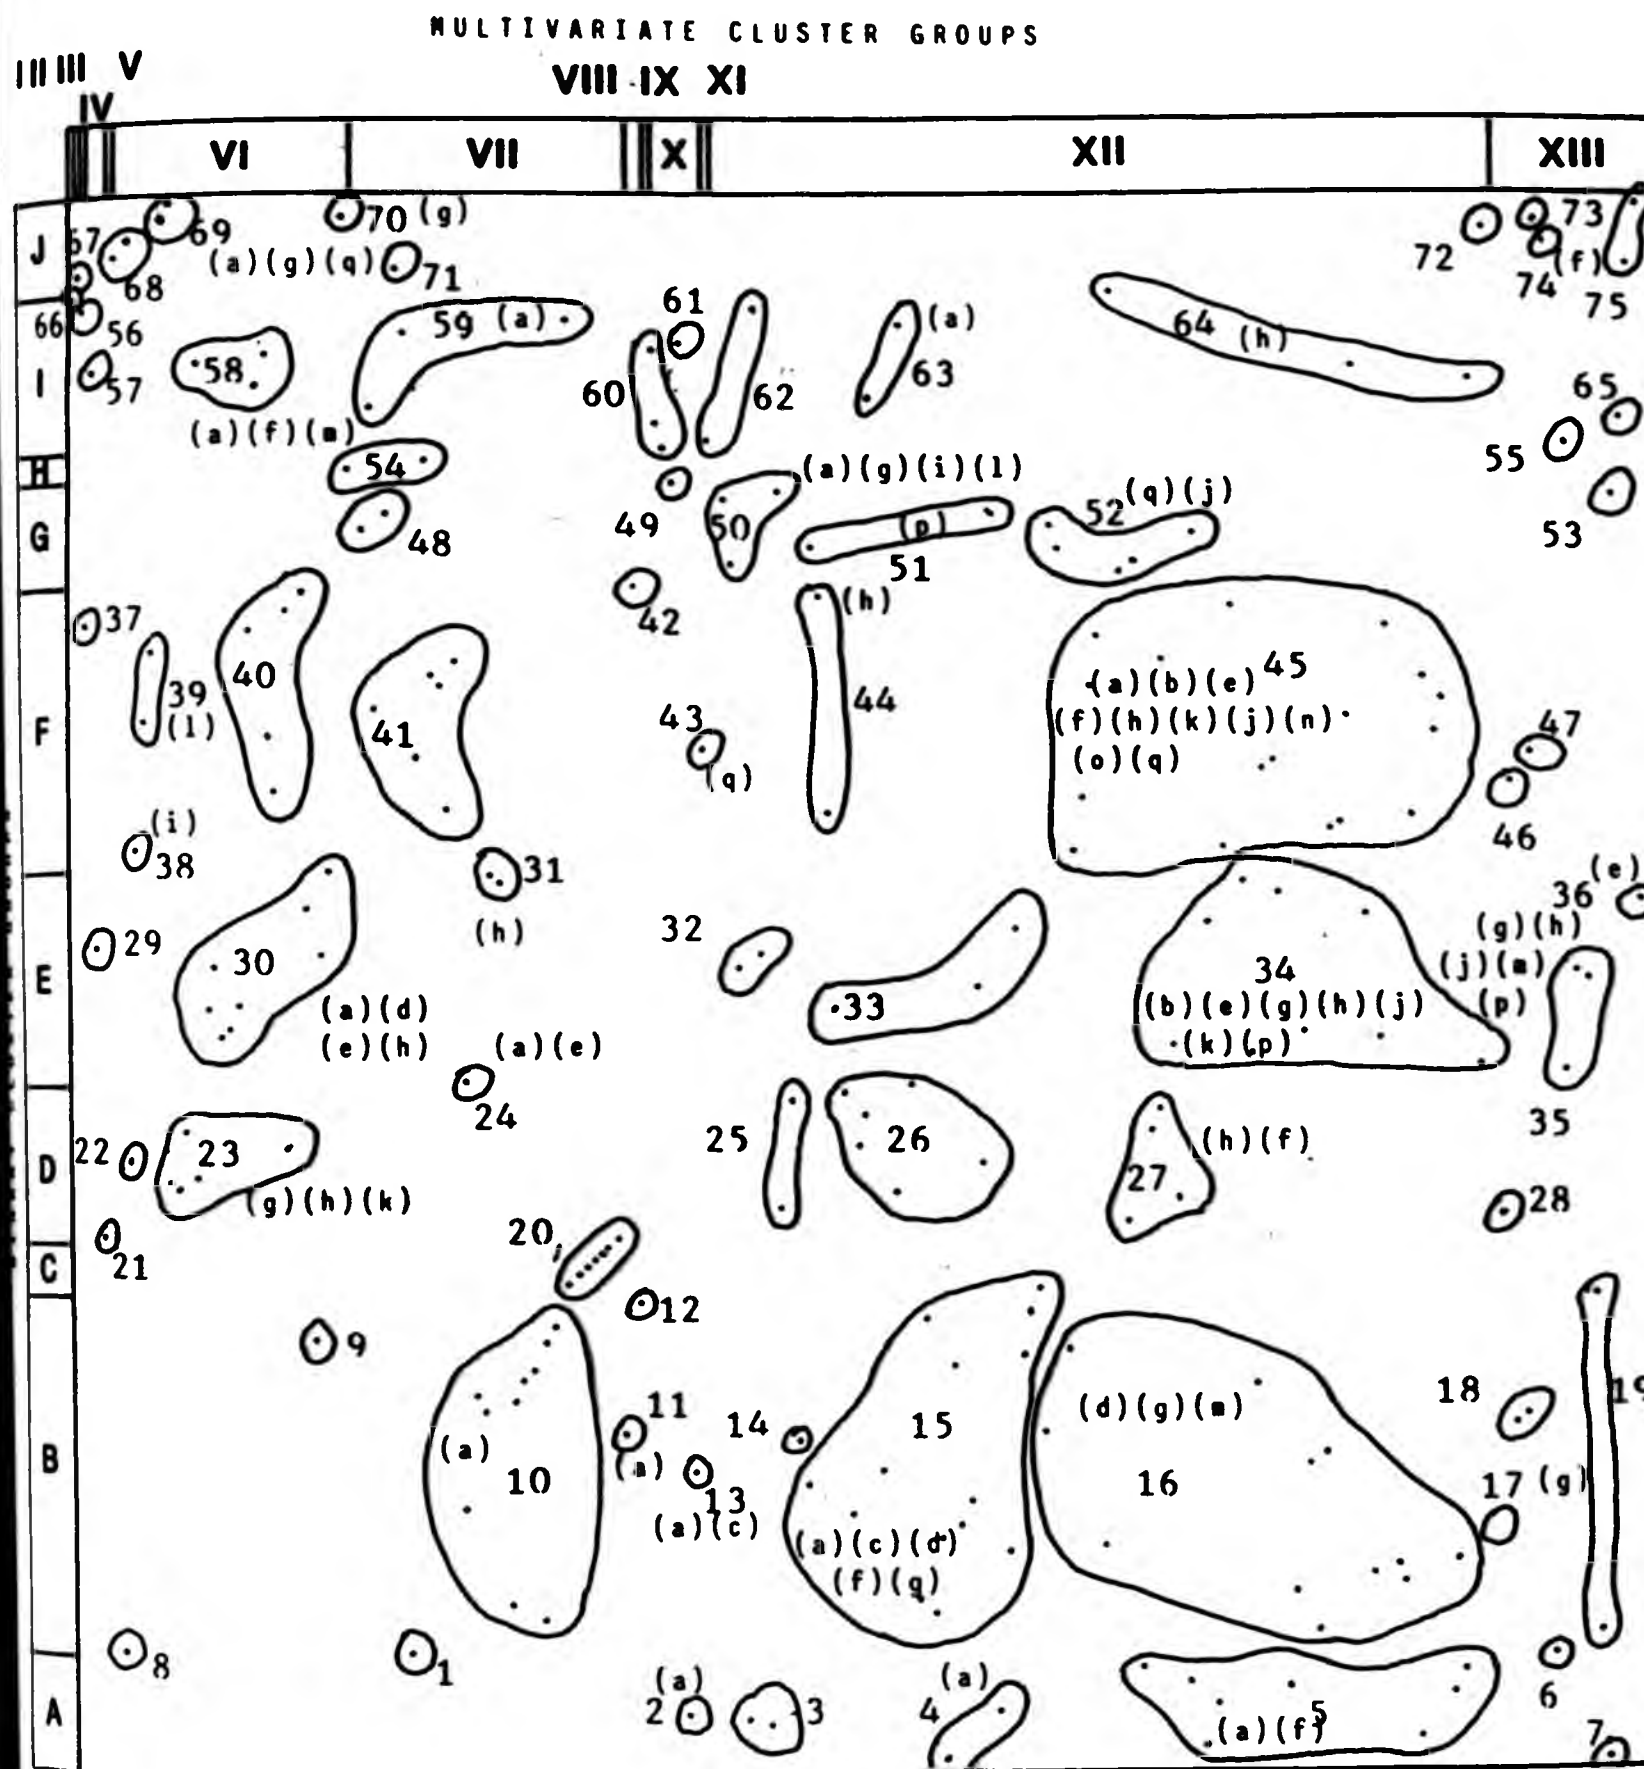 MULTIVARIATE CLUSTER GROUPS
I II III V
VIII IX XI
IV
VI VII X XII XIII
J
67 69 70 (g) 72 73
68 (a)(g)(q) 71 74 (f) 75
66 56 58 59 (a) 61 (a) 64 (h)
I
57 60 62 63 65
(a)(f)(m) 55
H
54 (a)(g)(i)(l)
G
48 49 50 (p) 52 (q)(j) 53
51
37 42 (h)
F
39 40 41 43 44 45 47
(l) (a)(b)(e)
(f)(h)(k)(j)(n)
(q) (o)(q)
(i) 46
38 31 (e)
(h) 32 36
E
29 30 33 34 (g)(h)
(j)(m)
(a)(d) (b)(e)(g)(h)(j) (p)
(e)(h) (a)(e) (k)(p)
24 35
D
22 23 25 26 27 (h)(f)
(g)(h)(k) 28
20
C
21
12
9
B
11 14 15 (d)(g)(m) 18 19
(a) 10 (a) 16 17 (g)
13
(a)(c) (a)(c)(d)
(f)(q)
8 1
A
(a) (a)
2 3 4 5 6
(a)(f) 7